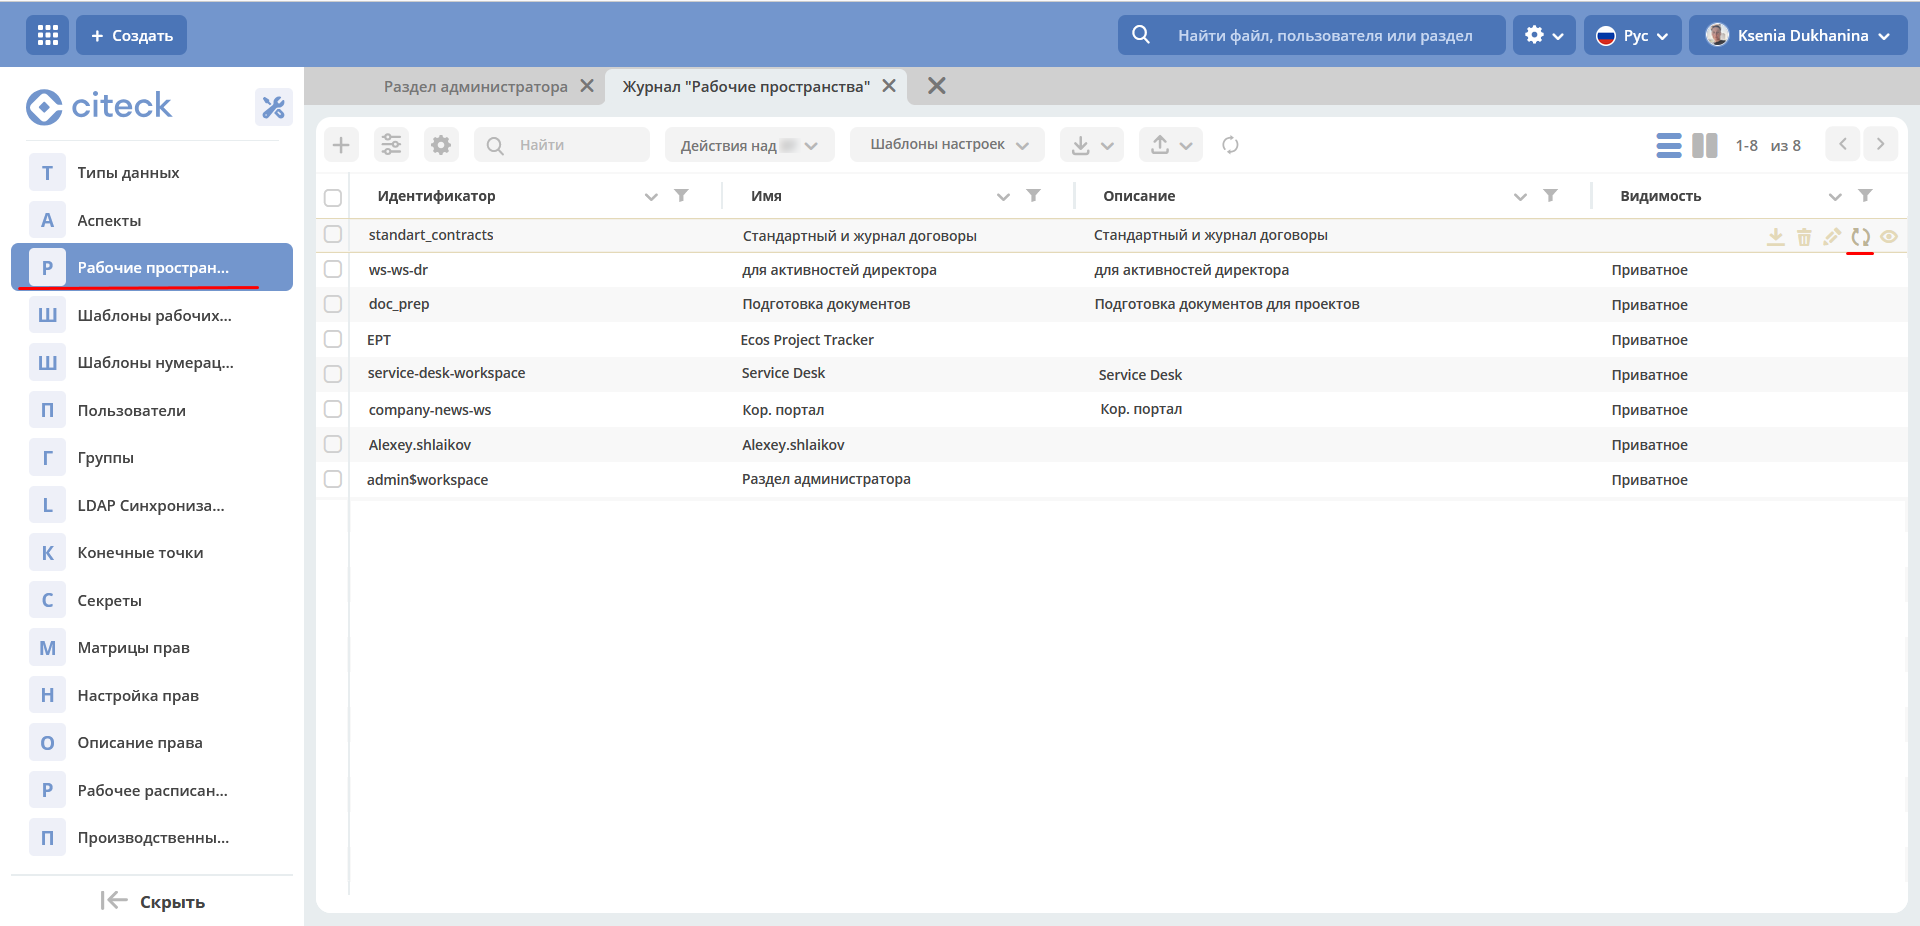 + Создать
Найти файл, пользователя или раздел
Рус
Ksenia Dukhanina
citeck
Раздел администратора
Журнал "Рабочие пространства"
Найти
Действия над
Шаблоны настроек
1-8 из 8
Идентификатор Имя Описание Видимость
standart_contracts Стандартный и журнал договоры Стандартный и журнал договоры
ws-ws-dr для активностей директора для активностей директора Приватное
doc_prep Подготовка документов Подготовка документов для проектов Приватное
EPT Ecos Project Tracker Приватное
service-desk-workspace Service Desk Service Desk Приватное
company-news-ws Кор. портал Кор. портал Приватное
Alexey.shlaikov Alexey.shlaikov Приватное
admin$workspace Раздел администратора Приватное
Т Типы данных
А Аспекты
Р Рабочие простран...
Ш Шаблоны рабочих...
Ш Шаблоны нумерац...
П Пользователи
Г Группы
L LDAP Синхрониза...
К Конечные точки
С Секреты
М Матрицы прав
Н Настройка прав
О Описание права
Р Рабочее расписан...
П Производственны...
Скрыть